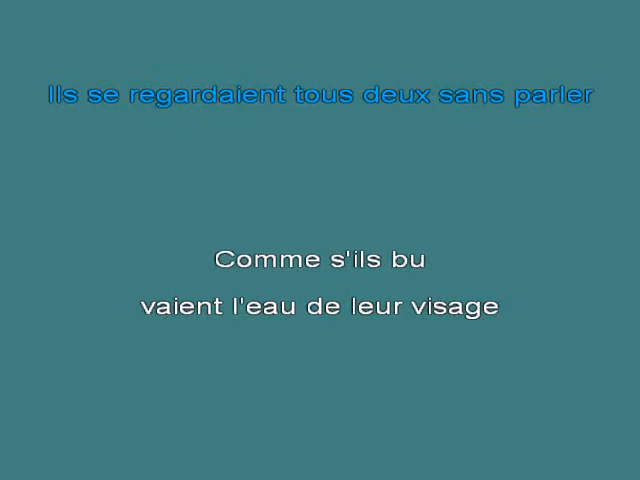 Ils se regardaient tous deux sans parler
Comme s'ils bu
vaient l'eau de leur visage